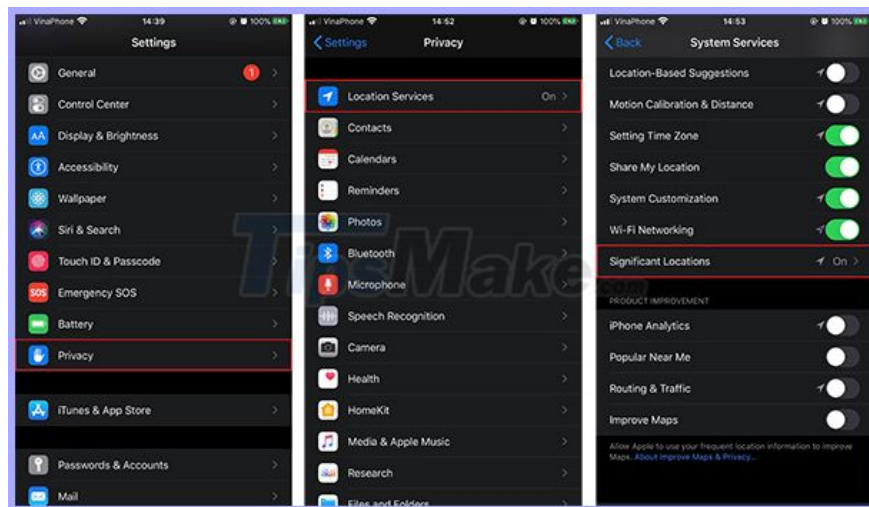 VinaPhone 14:39 100%
Settings
General 1
Control Center
AA Display & Brightness
Accessibility
Wallpaper
Siri & Search
Touch ID & Passcode
SOS Emergency SOS
Battery
Privacy
iTunes & App Store
Passwords & Accounts
Mail
VinaPhone 14:52 100%
Settings Privacy
Location Services On
Contacts
Calendars
Reminders
Photos
Bluetooth
Microphone
Speech Recognition
Camera
Health
HomeKit
Media & Apple Music
Research
Files and Folders
VinaPhone 14:53 100%
Back System Services
Location-Based Suggestions
Motion Calibration & Distance
Setting Time Zone
Share My Location
System Customization
Wi-Fi Networking
Significant Locations On
PRODUCT IMPROVEMENT
iPhone Analytics
Popular Near Me
Routing & Traffic
Improve Maps
Allow Apple to use your frequent location information to improve
Maps. About Improve Maps & Privacy...
TipsMake.com